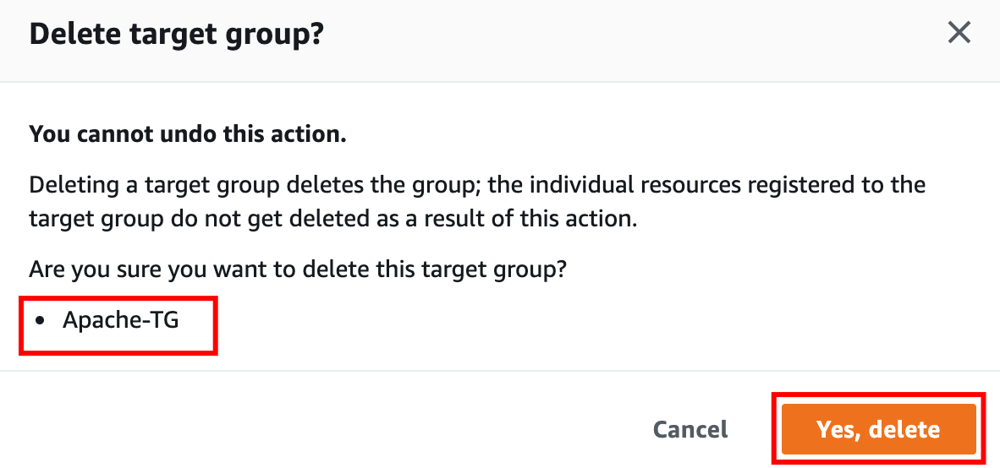 Delete target group?
You cannot undo this action.
Deleting a target group deletes the group; the individual resources registered to the
target group do not get deleted as a result of this action.
Are you sure you want to delete this target group?
• Apache-TG
Cancel
Yes, delete